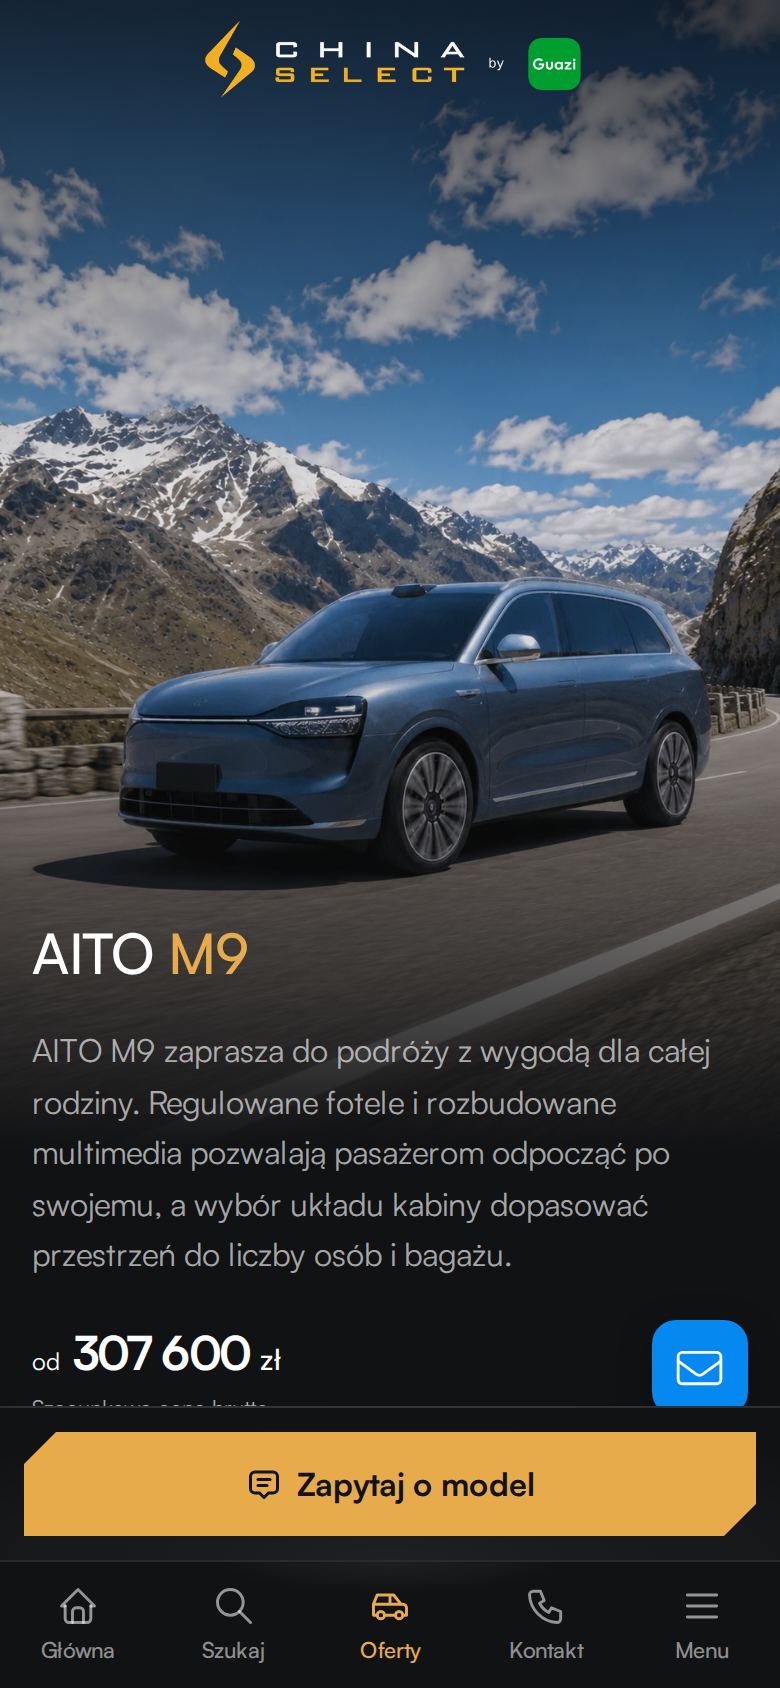 CHINA
SELECT
by
Guazi
AITO M9
AITO M9 zaprasza do podróży z wygodą dla całej
rodziny. Regulowane fotele i rozbudowane
multimedia pozwalają pasażerom odpocząć po
swojemu, a wybór układu kabiny dopasować
przestrzeń do liczby osób i bagażu.
od 307 600 zł
Zapytaj o model
Główna
Szukaj
Oferty
Kontakt
Menu